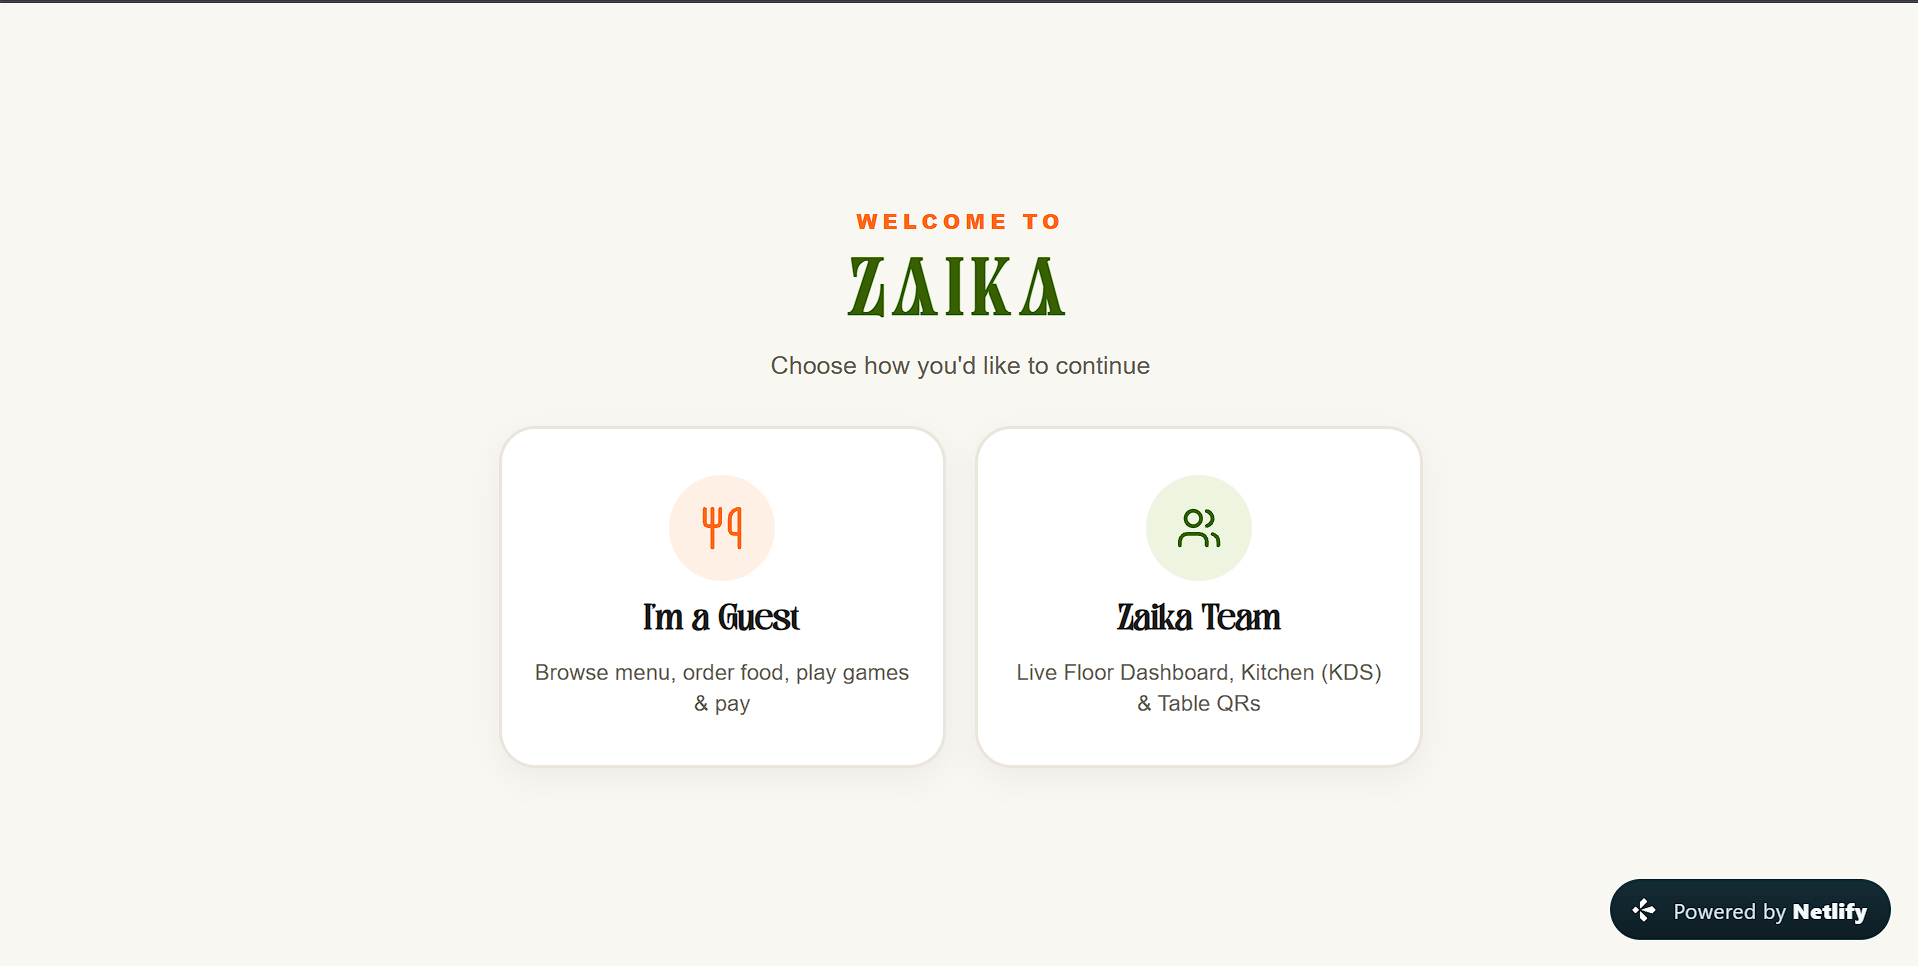 WELCOME TO
ZAIKA
Choose how you'd like to continue
I'm a Guest
Browse menu, order food, play games
& pay
Zaika Team
Live Floor Dashboard, Kitchen (KDS)
& Table QRs
Powered by Netlify